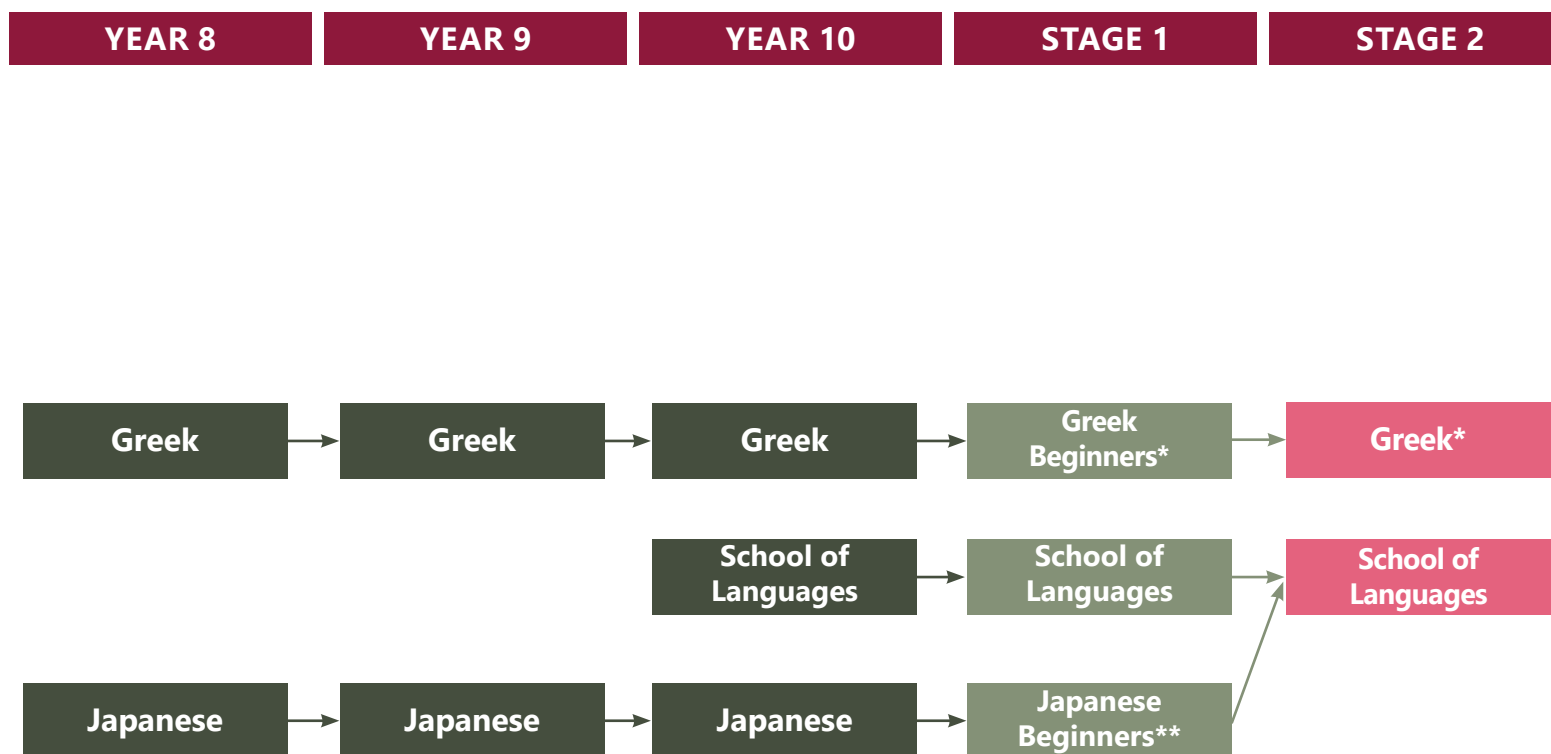 YEAR 8
YEAR 9
YEAR 10
STAGE 1
STAGE 2
Greek
Greek
Greek
Greek
Beginners*
Greek*
School of
Languages
School of
Languages
School of
Languages
Japanese
Japanese
Japanese
Japanese
Beginners**